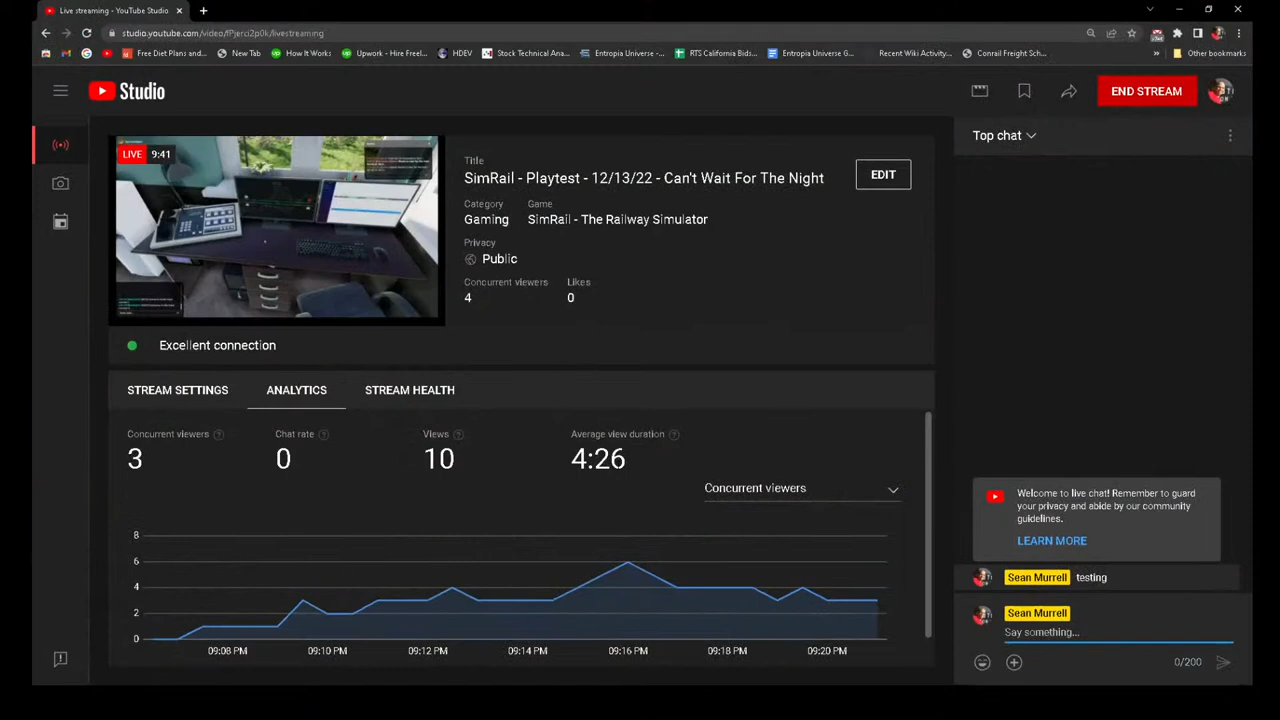 Live streaming - YouTube Studio
studio.youtube.com/video/fPjerci2p0k/livestreaming
Free Diet Plans and...
New Tab
How It Works
Upwork - Hire Freel...
HDEV
Stock Technical Ana...
Entropia Universe -...
RTS California Bids...
Entropia Universe G...
Recent Wiki Activity...
Conrail Freight Sch...
»
Other bookmarks
Studio
END STREAM
LIVE 9:41
Title
SimRail - Playtest - 12/13/22 - Can't Wait For The Night
EDIT
Category Game
Gaming SimRail - The Railway Simulator
Privacy
Public
Concurrent viewers Likes
4 0
Excellent connection
STREAM SETTINGS ANALYTICS STREAM HEALTH
Concurrent viewers Chat rate Views Average view duration
3 0 10 4:26
Concurrent viewers
8
6
4
2
0
09:08 PM 09:10 PM 09:12 PM 09:14 PM 09:16 PM 09:18 PM 09:20 PM
Top chat
Welcome to live chat! Remember to guard
your privacy and abide by our community
guidelines.
LEARN MORE
Sean Murrell testing
Sean Murrell
Say something...
0/200